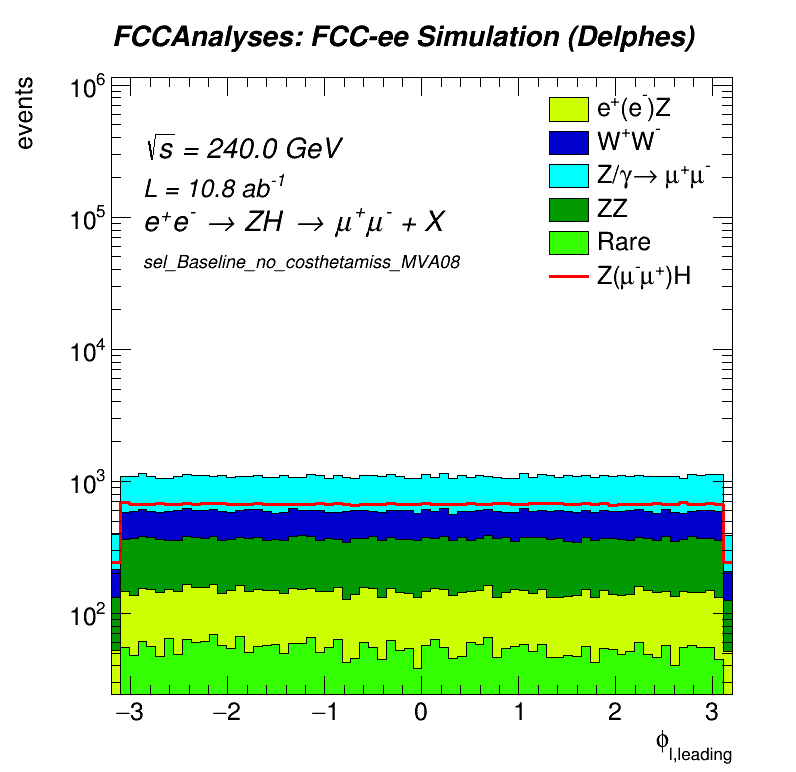 FCCAnalyses: FCC-ee Simulation (Delphes)
events
10⁶
10⁵
10⁴
10³
10²
√s = 240.0 GeV
L = 10.8 ab⁻¹
e⁺e⁻ → ZH → μ⁺μ⁻ + X
sel_Baseline_no_costhetamiss_MVA08
e⁺(e⁻)Z
W⁺W⁻
Z/γ→ μ⁺μ⁻
ZZ
Rare
Z(μ⁻μ⁺)H
−3 −2 −1 0 1 2 3
ϕ_l,leading